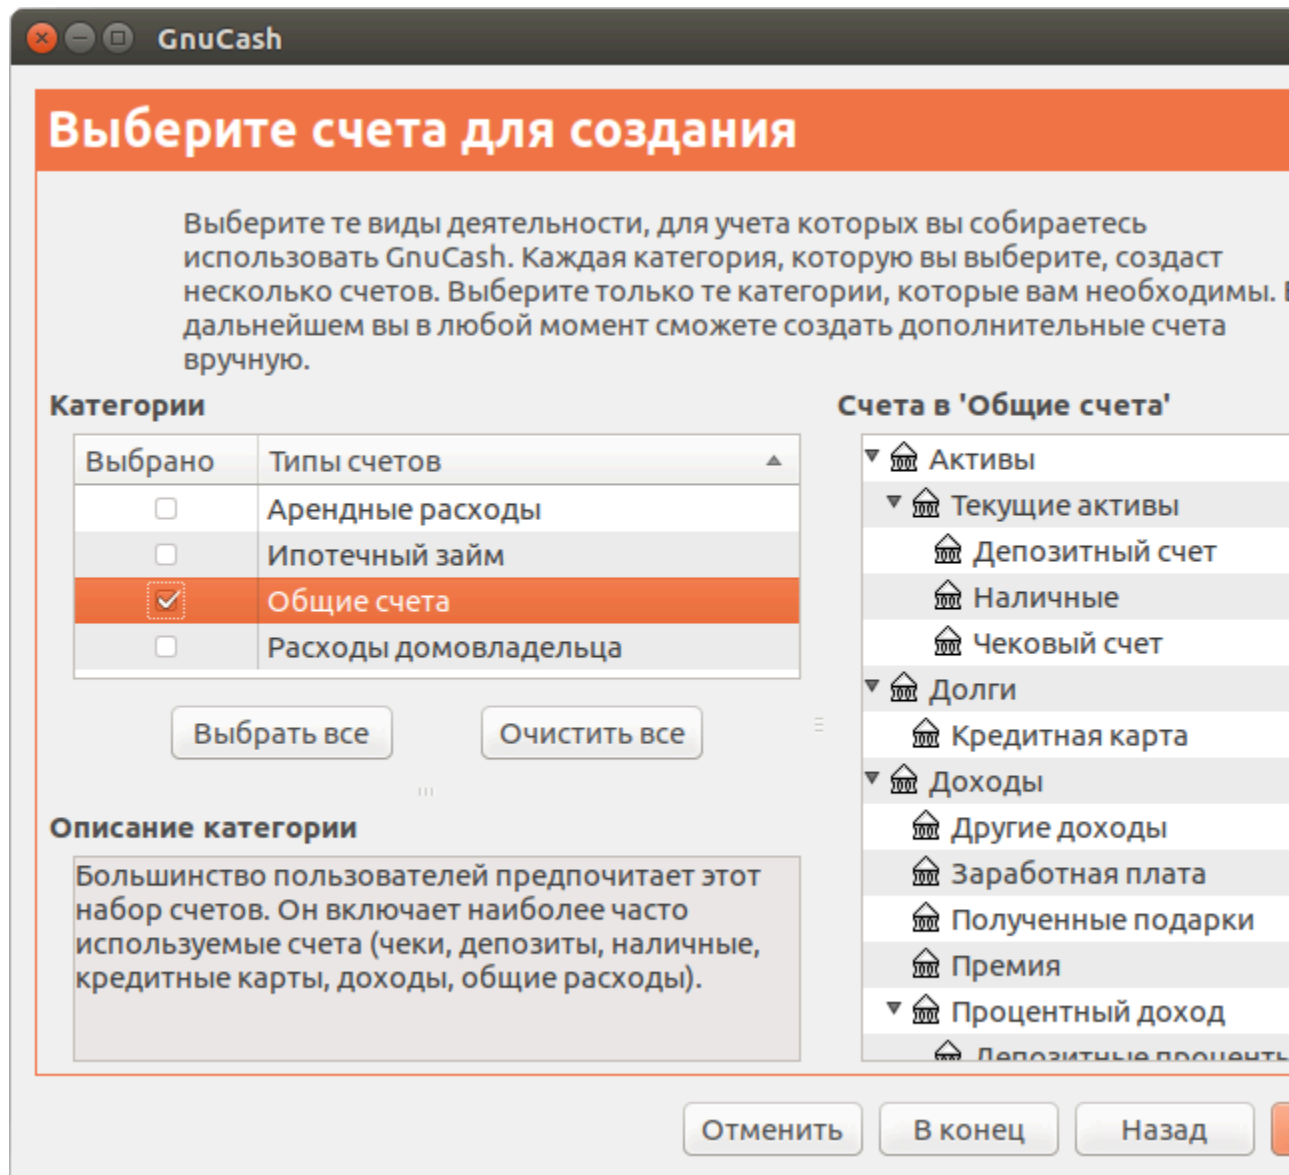 GnuCash
Выберите счета для создания
Выберите те виды деятельности, для учета которых вы собираетесь
использовать GnuCash. Каждая категория, которую вы выберите, создаст
несколько счетов. Выберите только те категории, которые вам необходимы. В
дальнейшем вы в любой момент сможете создать дополнительные счета
вручную.
Категории
Выбрано Типы счетов
Арендные расходы
Ипотечный займ
Общие счета
Расходы домовладельца
Выбрать все Очистить все
Описание категории
Большинство пользователей предпочитает этот
набор счетов. Он включает наиболее часто
используемые счета (чеки, депозиты, наличные,
кредитные карты, доходы, общие расходы).
Счета в 'Общие счета'
Активы
Текущие активы
Депозитный счет
Наличные
Чековый счет
Долги
Кредитная карта
Доходы
Другие доходы
Заработная плата
Полученные подарки
Премия
Процентный доход
Депозитные проценты
Отменить В конец Назад